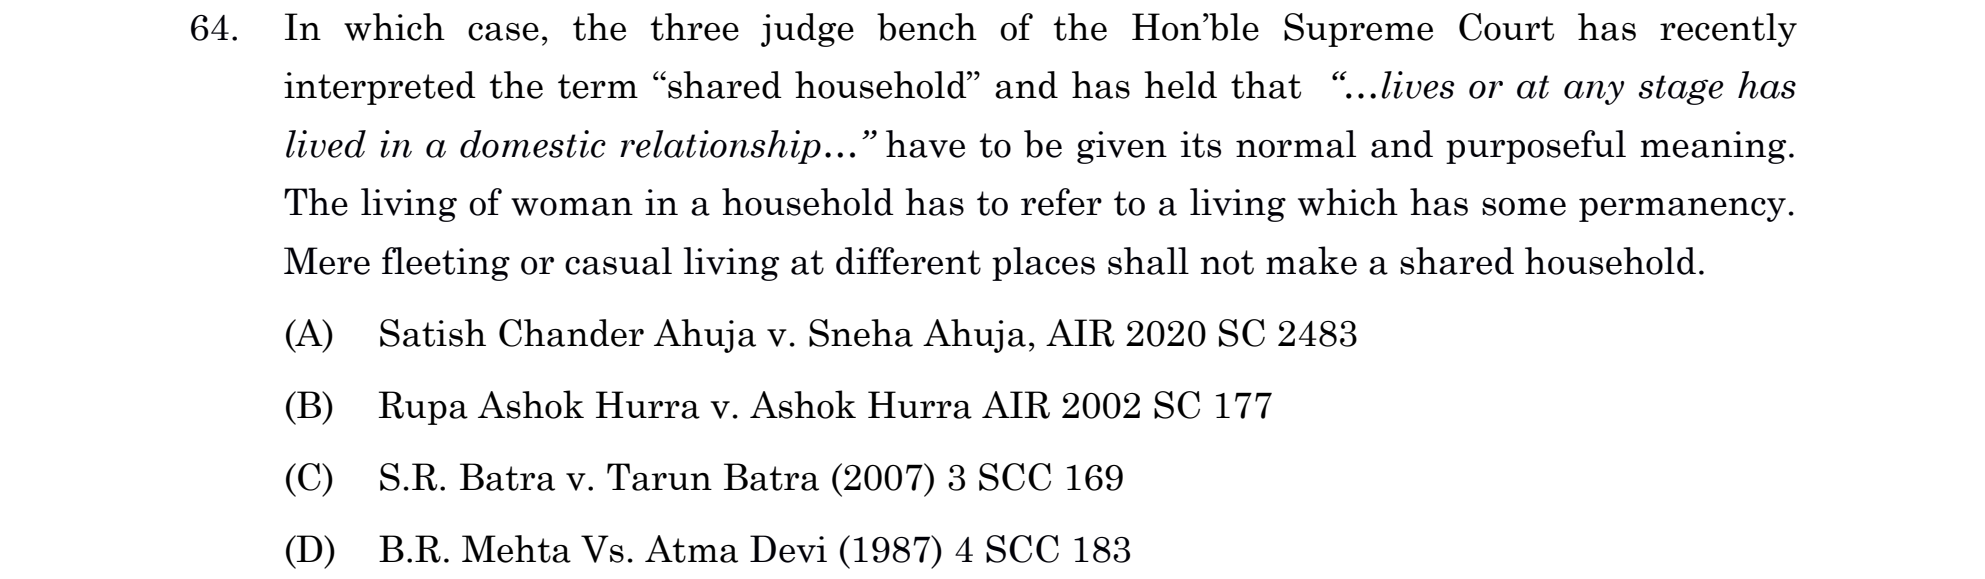 64. In which case, the three judge bench of the Hon’ble Supreme Court has recently
interpreted the term “shared household” and has held that “...lives or at any stage has
lived in a domestic relationship...” have to be given its normal and purposeful meaning.
The living of woman in a household has to refer to a living which has some permanency.
Mere fleeting or casual living at different places shall not make a shared household.
(A) Satish Chander Ahuja v. Sneha Ahuja, AIR 2020 SC 2483
(B) Rupa Ashok Hurra v. Ashok Hurra AIR 2002 SC 177
(C) S.R. Batra v. Tarun Batra (2007) 3 SCC 169
(D) B.R. Mehta Vs. Atma Devi (1987) 4 SCC 183